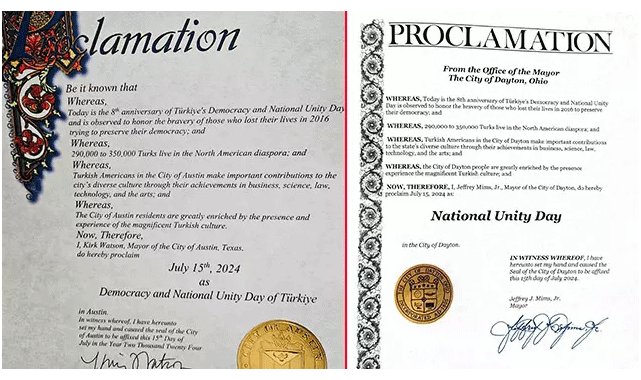 Proclamation
Be it known that
Whereas,
Today is the 8th anniversary of Türkiye's Democracy and National Unity Day
and is observed to honor the bravery of those who lost their lives in 2016
trying to preserve their democracy; and
Whereas,
290,000 to 350,000 Turks live in the North American diaspora; and
Whereas,
Turkish Americans in the City of Austin make important contributions to the
city's diverse culture through their achievements in business, science, law,
technology, and the arts; and
Whereas,
The City of Austin residents are greatly enriched by the presence and
experience of the magnificent Turkish culture.
Now, Therefore,
I, Kirk Watson, Mayor of the City of Austin, Texas,
do hereby proclaim
July 15th, 2024
as
Democracy and National Unity Day of Türkiye
in Austin.
In witness whereof, I have hereunto
set my hand and caused the seal of the City
of Austin to be affixed this 15th Day of
July in the Year Two Thousand Twenty Four
PROCLAMATION
From the Office of the Mayor
The City of Dayton, Ohio
WHEREAS, Today is the 8th anniversary of Türkiye's Democracy and National Unity
Day is observed to honor the bravery of those who lost their lives in 2016 to preserve
their democracy; and
WHEREAS, 290,000 to 350,000 Turks live in the North American diaspora; and
WHEREAS, Turkish Americans in the City of Dayton make important contributions to
the state's diverse culture through their achievements in business, science, law,
technology, and the arts; and
WHEREAS, the City of Dayton people are greatly enriched by the presence and
experience the magnificent Turkish culture; and
NOW, THEREFORE, I, Jeffrey Mims, Jr., Mayor of the City of Dayton, do hereby
proclaim July 15, 2024 as:
National Unity Day
in the City of Dayton.
IN WITNESS WHEREOF, I have
hereunto set my hand and caused the
Seal of the City of Dayton to be affixed
this 15th day of July 2024.
Jeffrey J. Mims, Jr.
Mayor